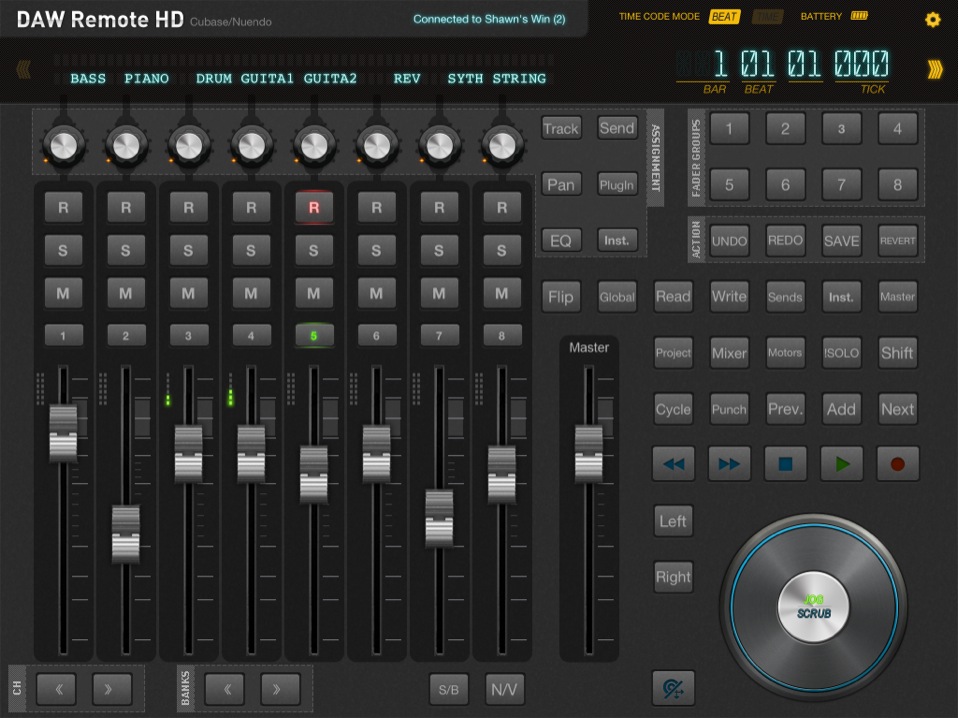 DAW Remote HD Cubase/Nuendo
Connected to Shawn's Win (2)
TIME CODE MODE BEAT TIME BATTERY
BASS PIANO DRUM GUITA1 GUITA2 REV SYTH STRING
1 01 01 000
BAR BEAT TICK
Track Send
Pan PlugIn
EQ Inst.
ASSIGNMENT
FADER GROUPS
1 2 3 4
5 6 7 8
ACTION
UNDO REDO SAVE REVERT
R R R R R R R R
S S S S S S S S
M M M M M M M M
1 2 3 4 5 6 7 8
Flip Global Read Write Sends Inst. Master
Master
Project Mixer Motors !SOLO Shift
Cycle Punch Prev. Add Next
Left
Right
JOG
SCRUB
CH « »
BANKS « »
S/B N/V